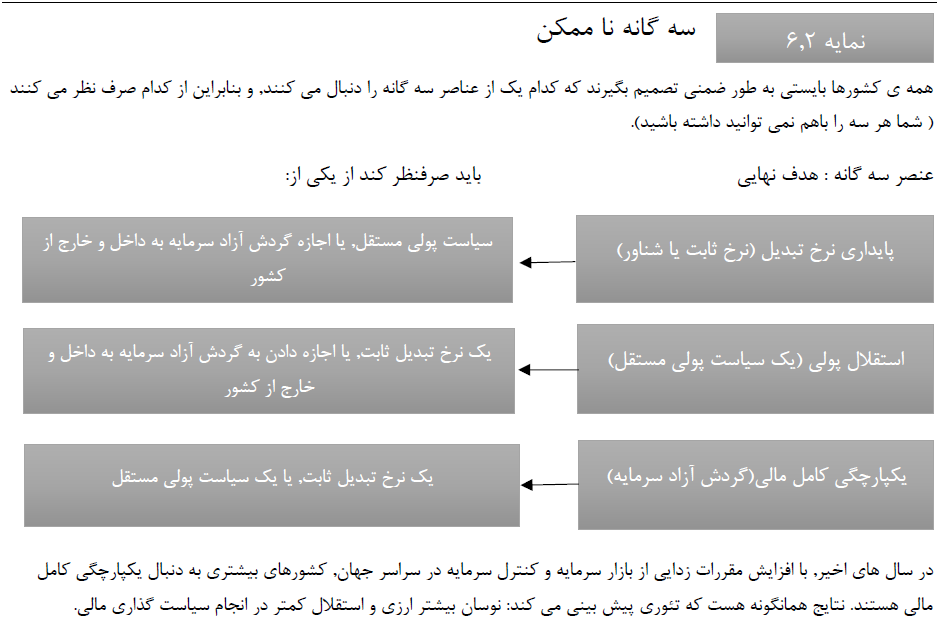 نمایه ۶٫۲
سه گانه نا ممکن
همه ی کشورها بایستی به طور ضمنی تصمیم بگیرند که کدام یک از عناصر سه گانه را دنبال می کنند, و بنابراین از کدام صرف نظر می کنند
( شما هر سه را باهم نمی توانید داشته باشید).
عنصر سه گانه : هدف نهایی
باید صرفنظر کند از یکی از:
پایداری نرخ تبدیل (نرخ ثابت یا شناور)
سیاست پولی مستقل, یا اجازه گردش آزاد سرمایه به داخل و خارج از
کشور
استقلال پولی (یک سیاست پولی مستقل)
یک نرخ تبدیل ثابت, یا اجازه دادن به گردش آزاد سرمایه به داخل و
خارج از کشور
یکپارچگی کامل مالی(گردش آزاد سرمایه)
یک نرخ تبدیل ثابت, یا یک سیاست پولی مستقل
در سال های اخیر, با افزایش مقررات زدایی از بازار سرمایه و کنترل سرمایه در سراسر جهان, کشورهای بیشتری به دنبال یکپارچگی کامل
مالی هستند. نتایج همانگونه هست که تئوری پیش بینی می کند: نوسان بیشتر ارزی و استقلال کمتر در انجام سیاست گذاری مالی.